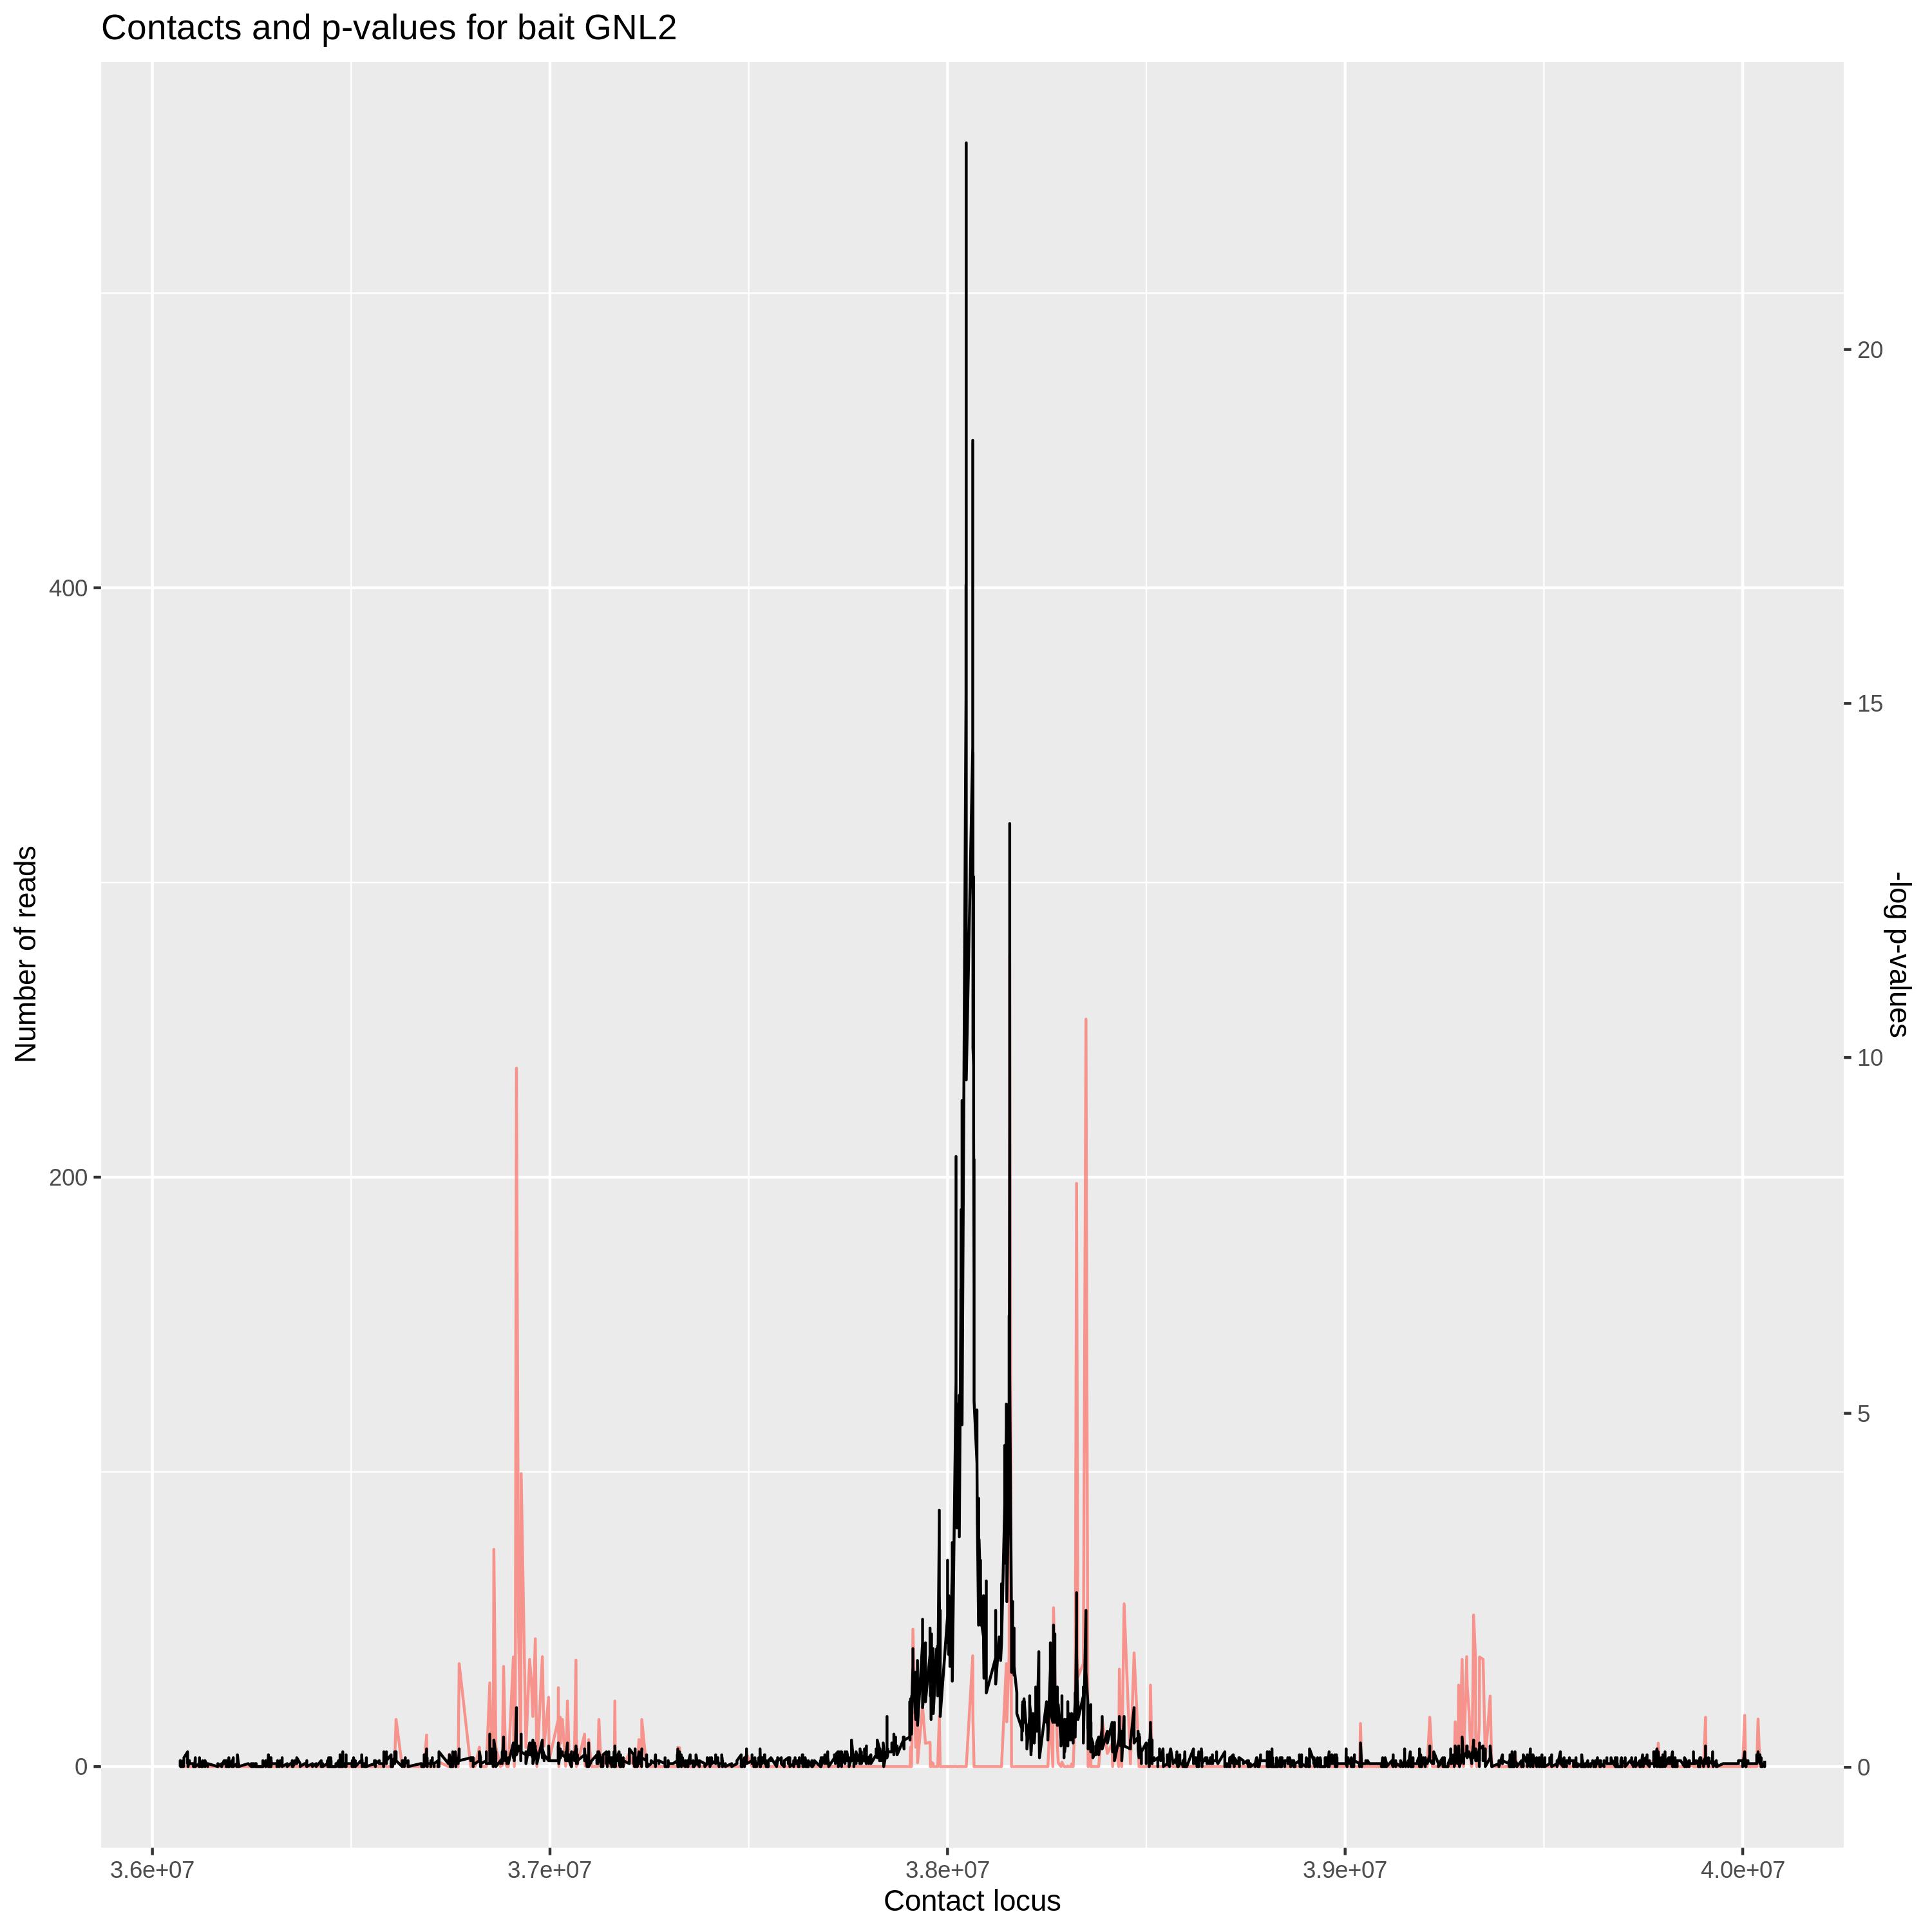 Contacts and p-values for bait GNL2
Number of reads
400
200
0
20
15
10
5
0
-log p-values
3.6e+07
3.7e+07
3.8e+07
3.9e+07
4.0e+07
Contact locus